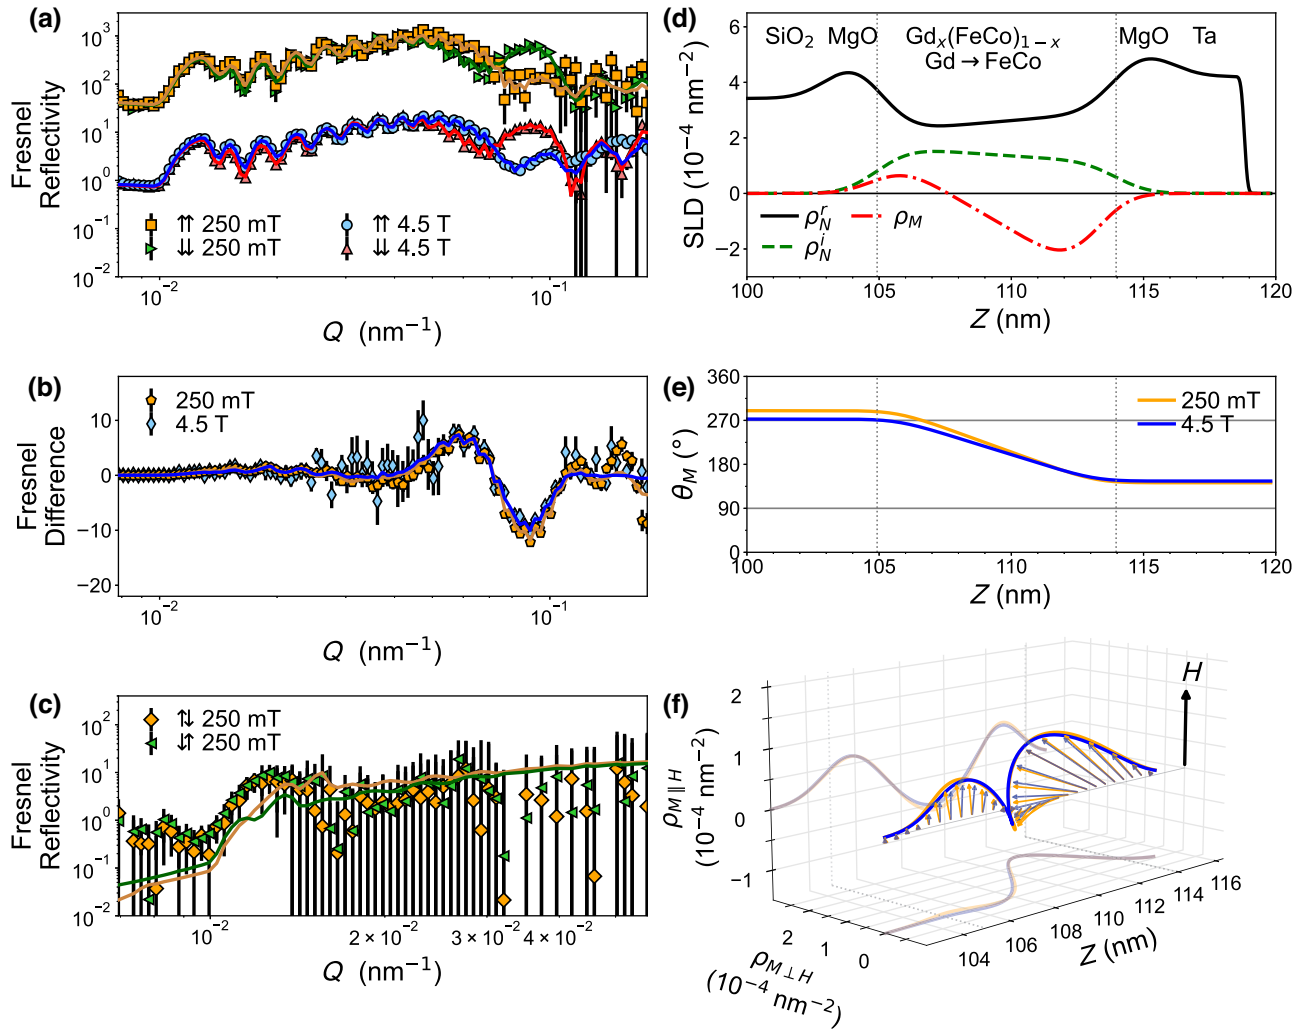 (a)
Fresnel
Reflectivity
10³
10²
10¹
10⁰
10⁻¹
10⁻²
⇈ 250 mT
⇊ 250 mT
⇈ 4.5 T
⇊ 4.5 T
10⁻²
10⁻¹
Q (nm⁻¹)
(b)
Fresnel
Difference
10
0
−10
−20
250 mT
4.5 T
10⁻²
10⁻¹
Q (nm⁻¹)
(c)
Fresnel
Reflectivity
10²
10¹
10⁰
10⁻¹
10⁻²
⇅ 250 mT
⇵ 250 mT
10⁻²
2 × 10⁻²
3 × 10⁻²
4 × 10⁻²
Q (nm⁻¹)
(d)
SLD (10⁻⁴ nm⁻²)
6
4
2
0
−2
SiO₂ MgO Gdₓ(FeCo)₁₋ₓ MgO Ta
Gd → FeCo
ρ_N^r
ρ_M
ρ_N^i
100 105 110 115 120
Z (nm)
(e)
θ_M (°)
360
270
180
90
0
250 mT
4.5 T
100 105 110 115 120
Z (nm)
(f)
ρ_M∥H
(10⁻⁴ nm⁻²)
2
1
0
−1
H
2 1 0
ρ_M⊥H
(10⁻⁴ nm⁻²)
104 106 108 110 112 114 116
Z (nm)